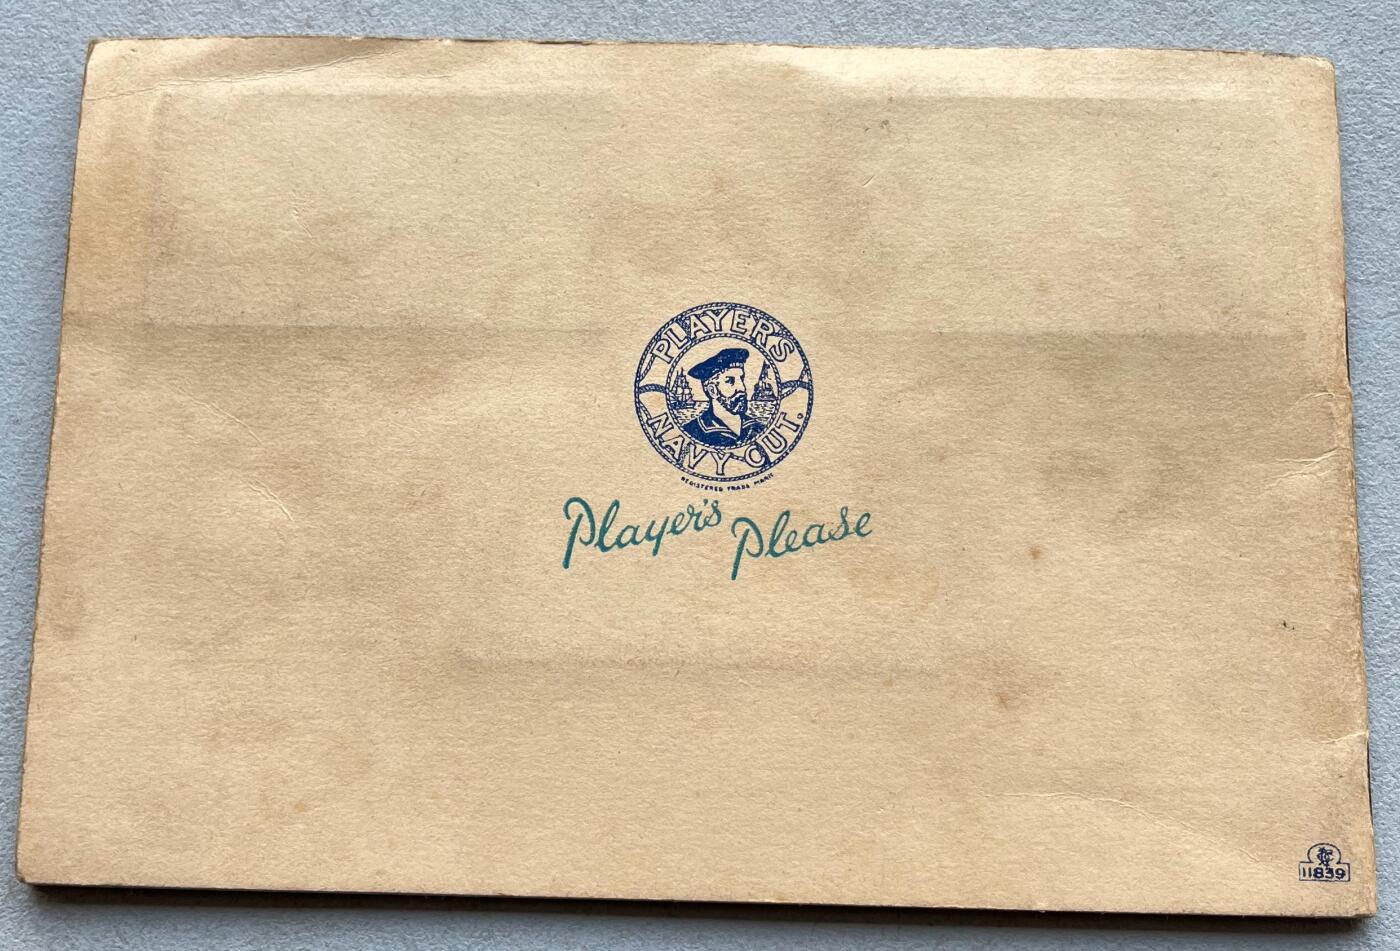 PLAYER'S
NAVY CUT.
REGISTERED TRADE MARK
Player's Please
11839